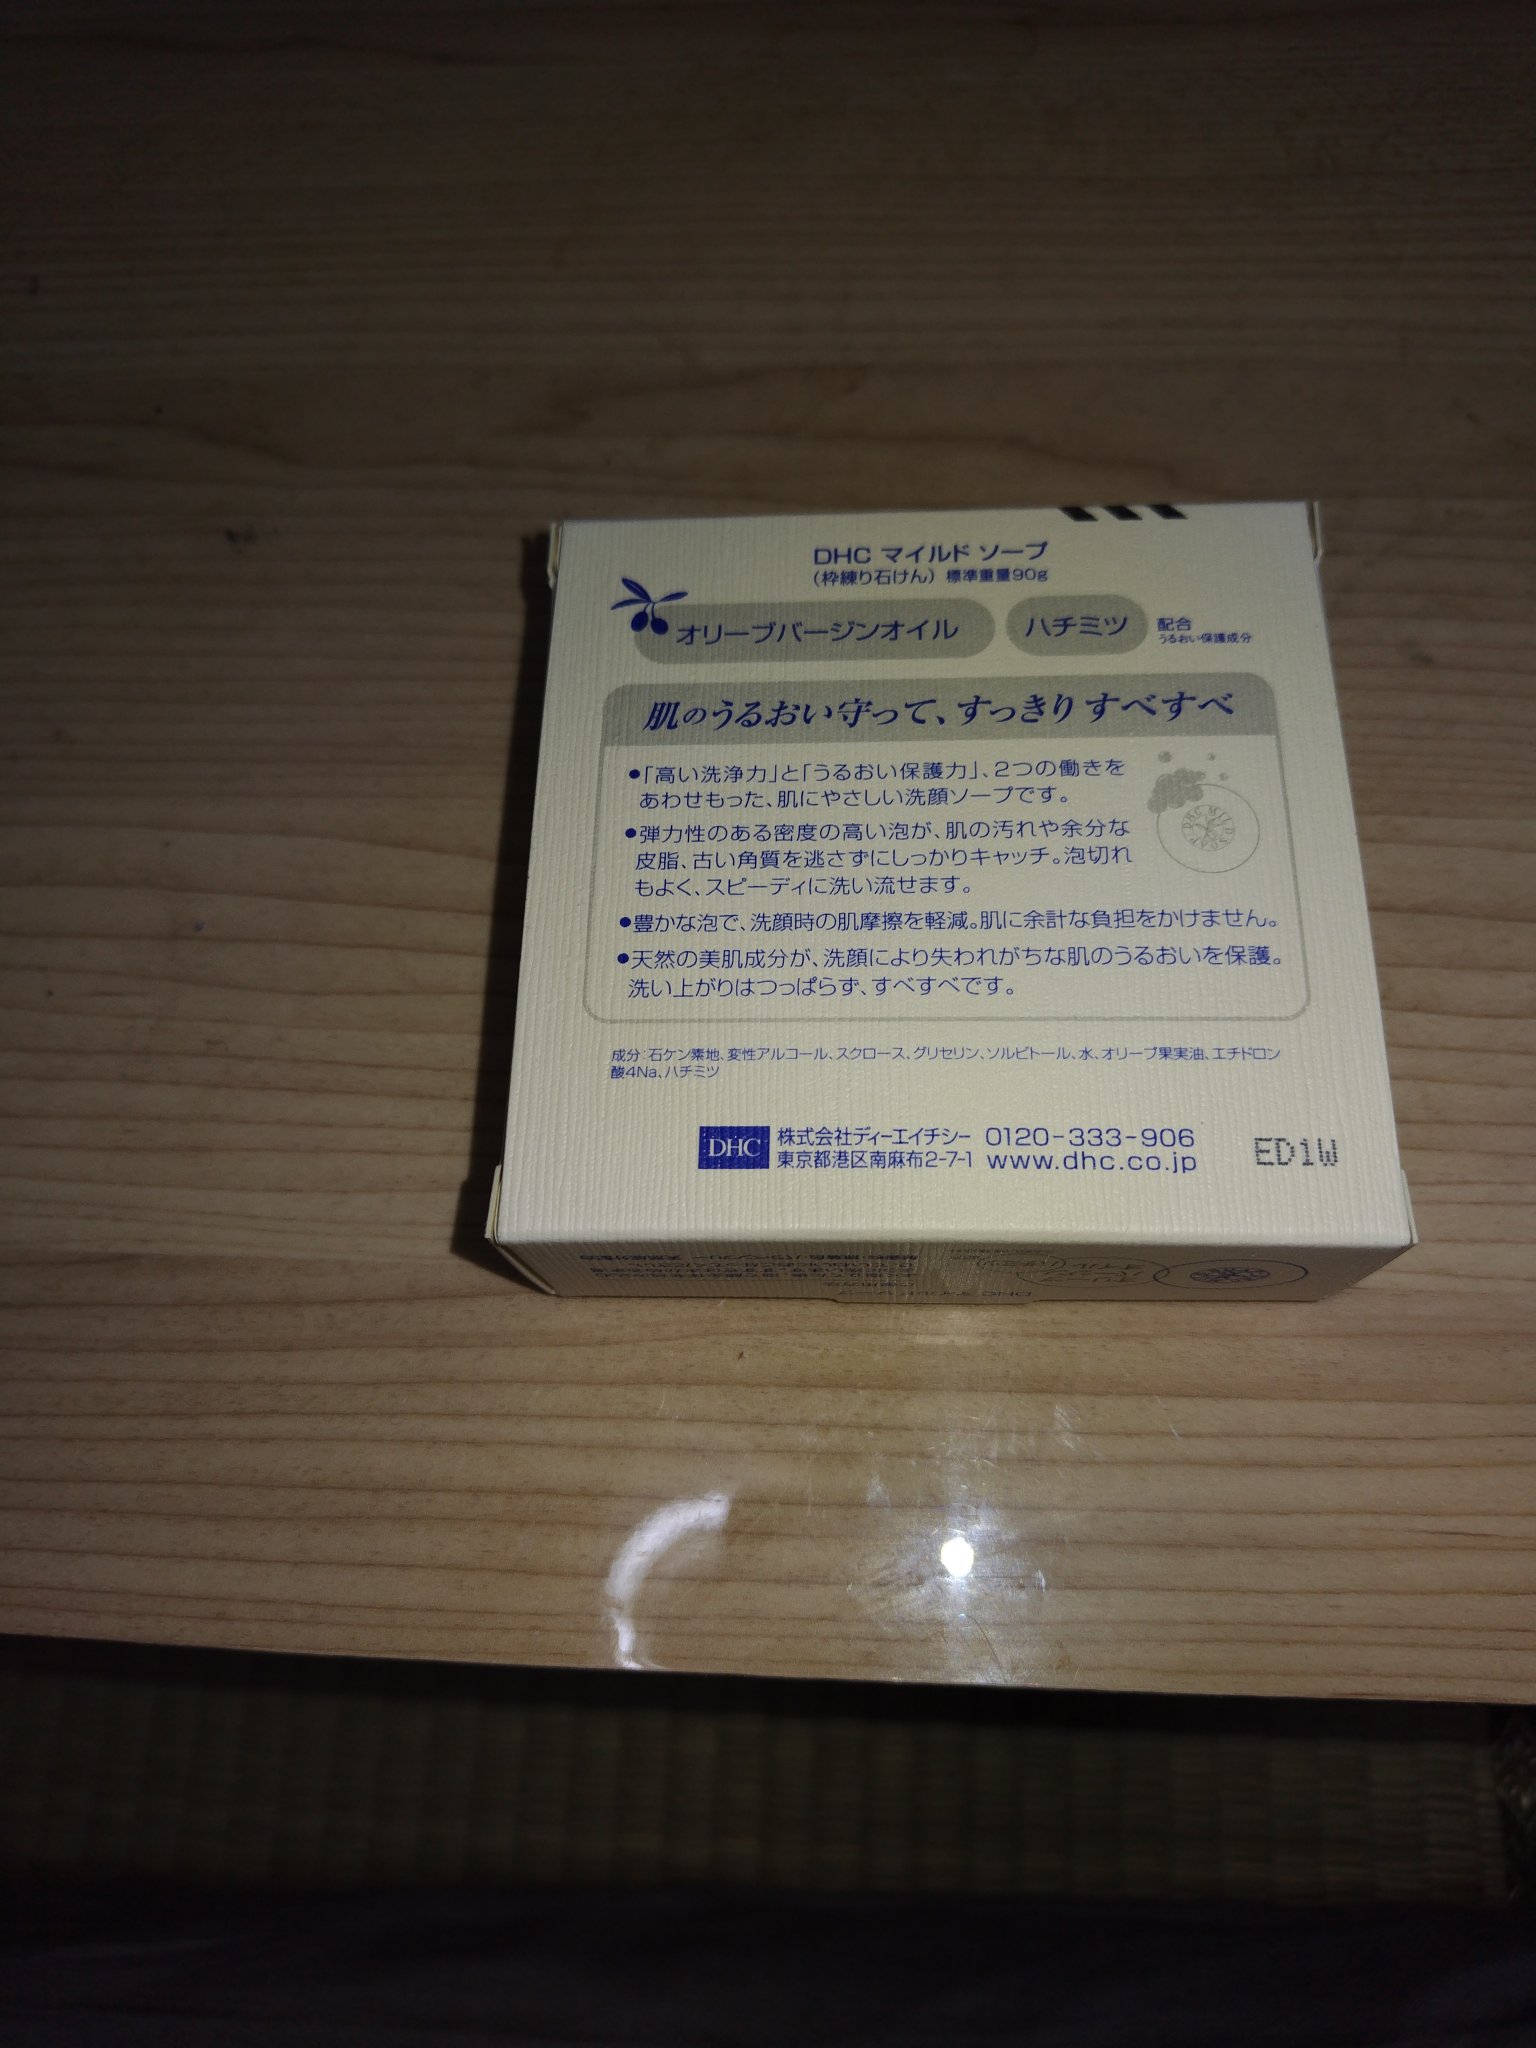 DHC マイルド ソープ
(枠練り石けん) 標準重量90g
オリーブバージンオイル ハチミツ 配合
うるおい保護成分
肌のうるおい守って、すっきり すべすべ
●「高い洗浄力」と「うるおい保護力」、2つの働きを
あわせもった、肌にやさしい洗顔ソープです。
●弾力性のある密度の高い泡が、肌の汚れや余分な
皮脂、古い角質を逃さずにしっかりキャッチ。泡切れ
もよく、スピーディに洗い流せます。
●豊かな泡で、洗顔時の肌摩擦を軽減。肌に余計な負担をかけません。
●天然の美肌成分が、洗顔により失われがちな肌のうるおいを保護。
洗い上がりはつっぱらず、すべすべです。
DHC MILD SOAP
成分：石ケン素地、変性アルコール、スクロース、グリセリン、ソルビトール、水、オリーブ果実油、エチドロン
酸4Na、ハチミツ
DHC 株式会社ディーエイチシー 0120-333-906
東京都港区南麻布2-7-1 www.dhc.co.jp
ED1W
DHC マイルド ソープ